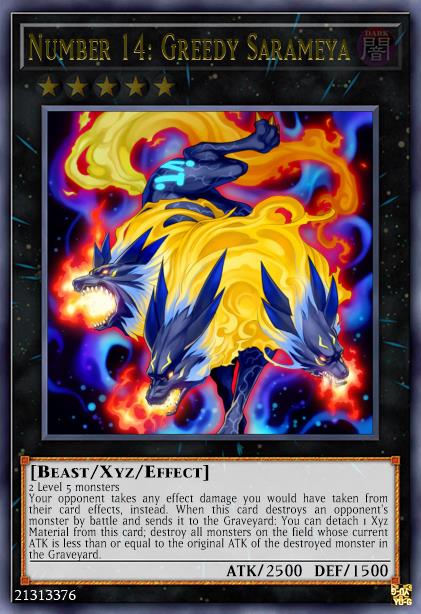 NUMBER 14: GREEDY SARAMEYA
DARK
闇
[BEAST/XYZ/EFFECT]
2 Level 5 monsters
Your opponent takes any effect damage you would have taken from
their card effects, instead. When this card destroys an opponent's
monster by battle and sends it to the Graveyard: You can detach 1 Xyz
Material from this card; destroy all monsters on the field whose current
ATK is less than or equal to the original ATK of the destroyed monster in
the Graveyard.
ATK/2500 DEF/1500
21313376